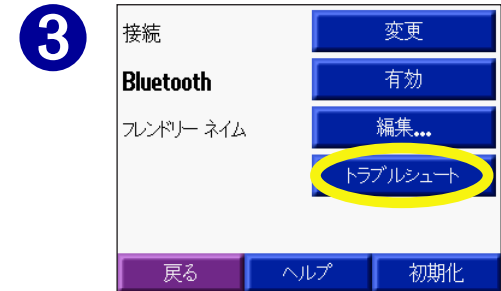 3
接続 変更
Bluetooth 有効
フレンドリー ネイム 編集...
トラブルシュート
戻る ヘルプ 初期化